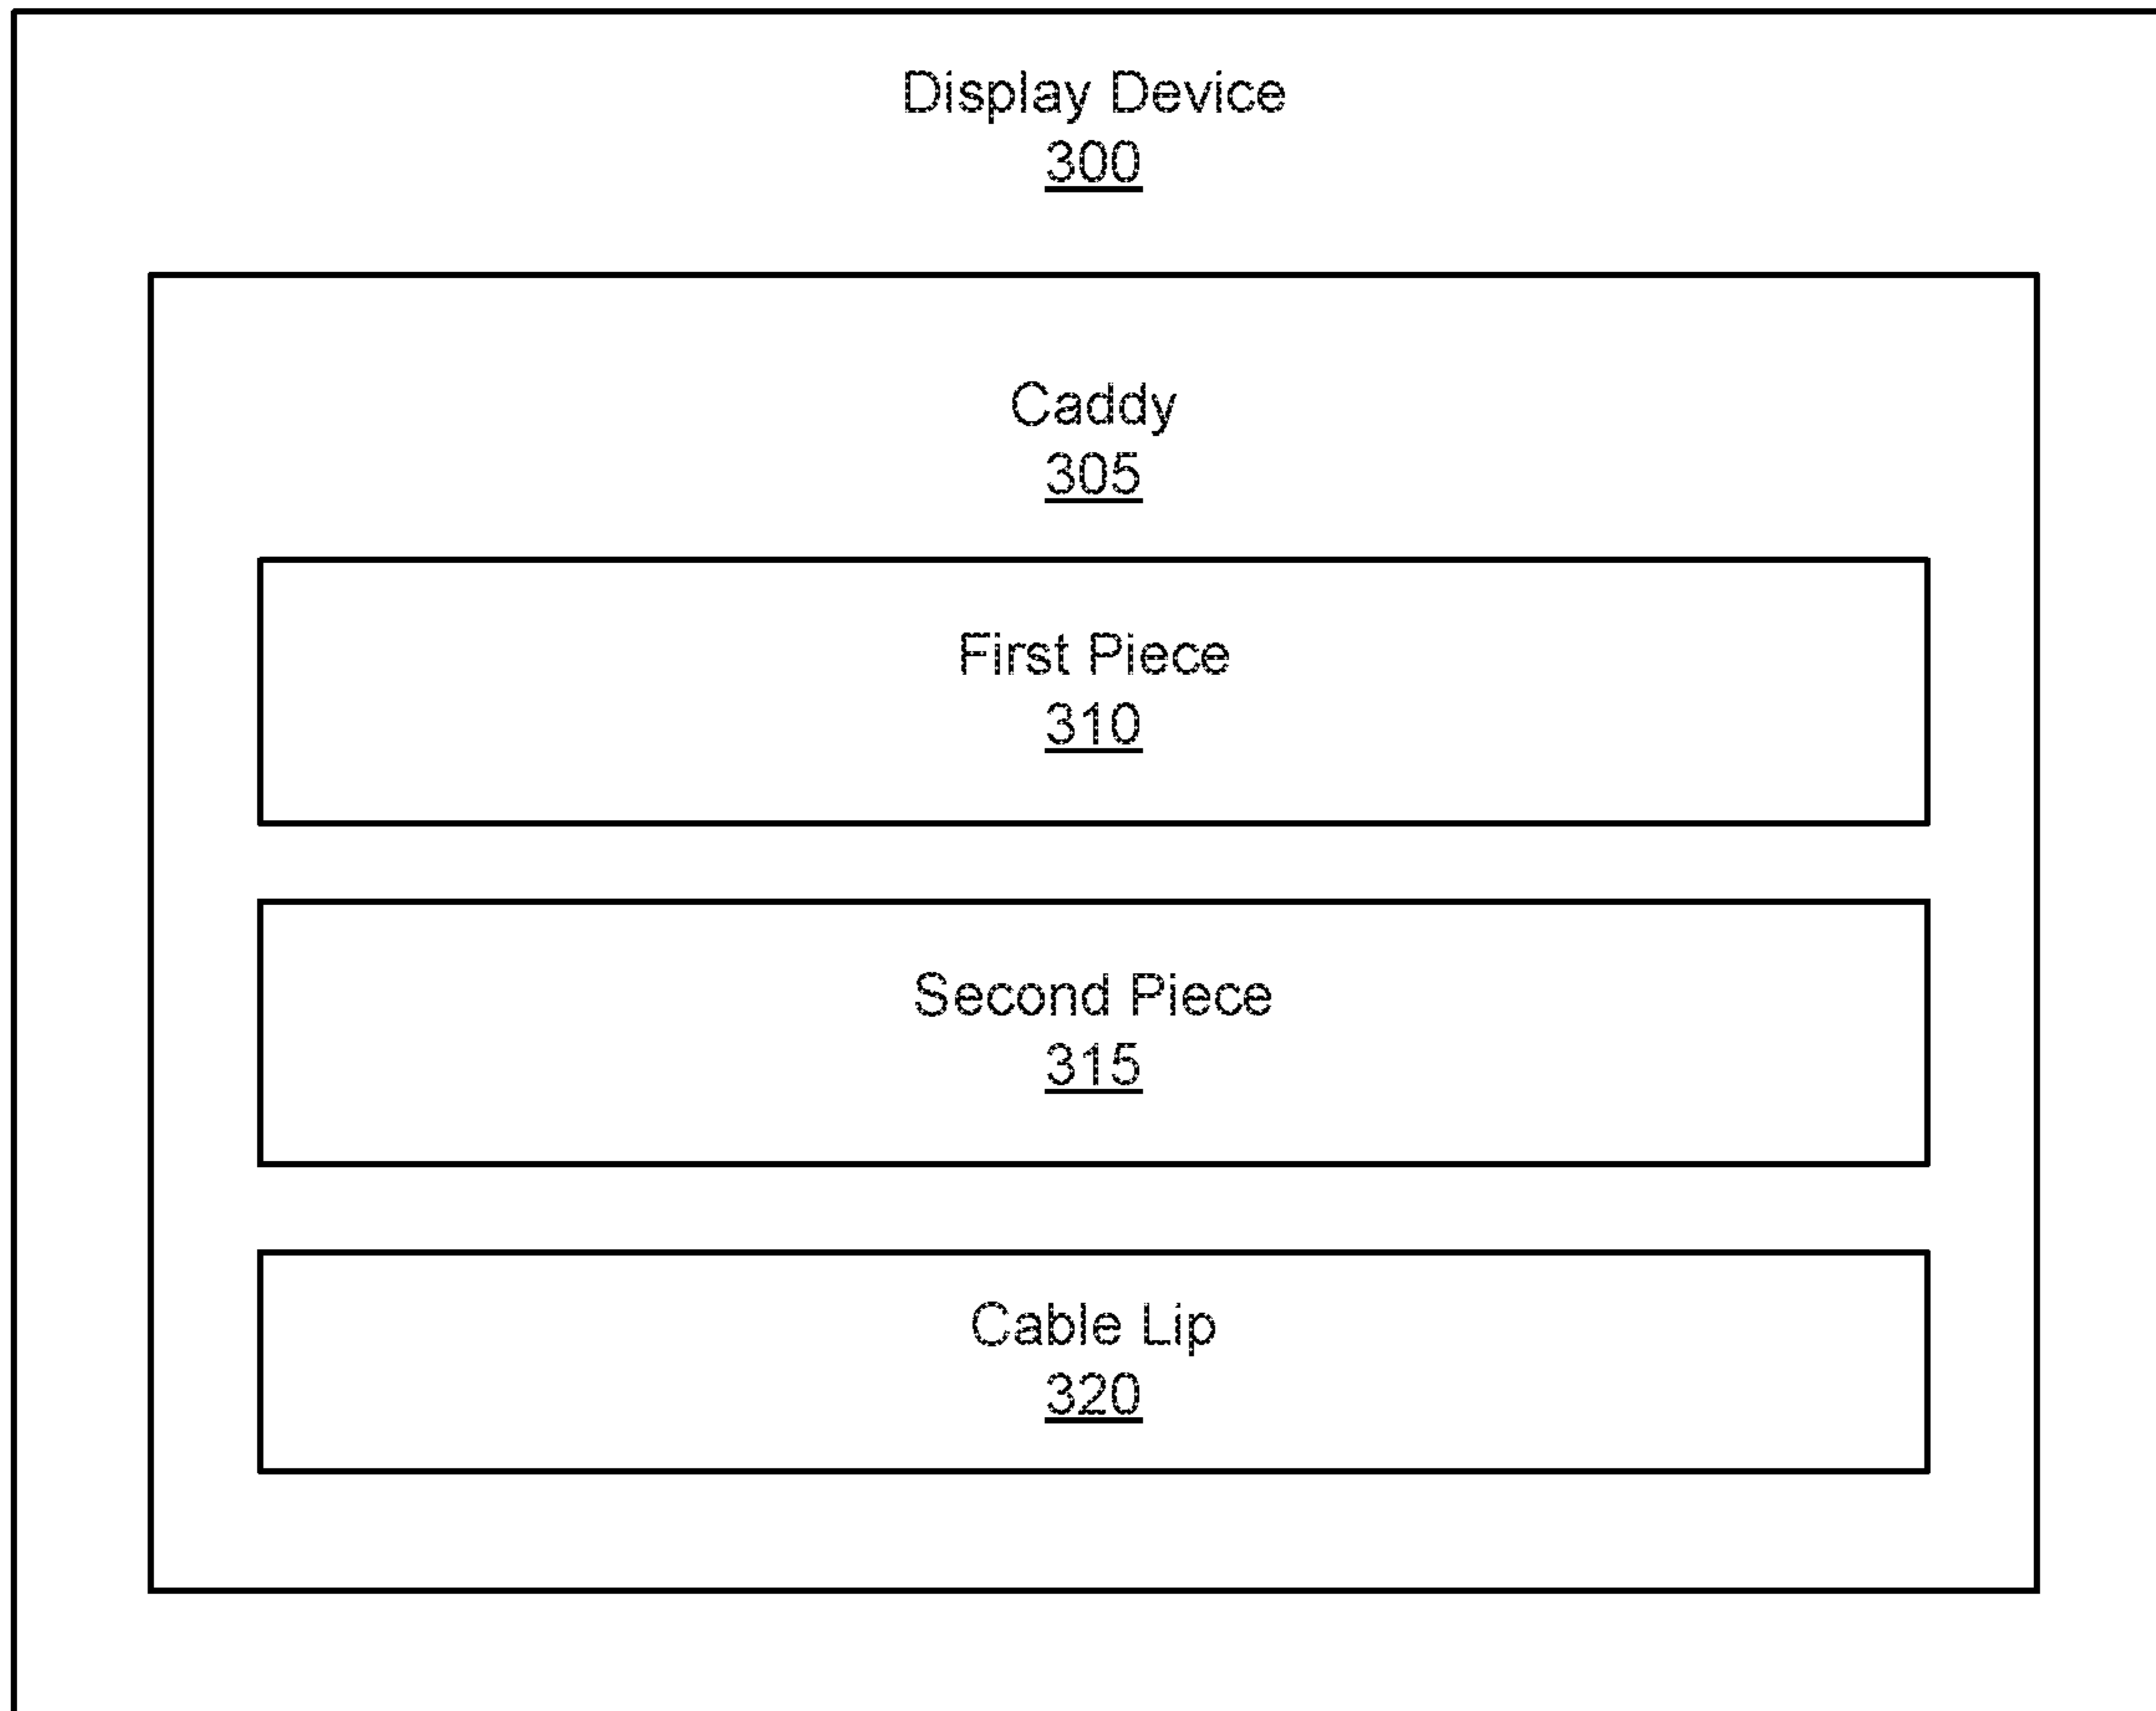 Display Device
300
Caddy
305
First Piece
310
Second Piece
315
Cable Lip
320